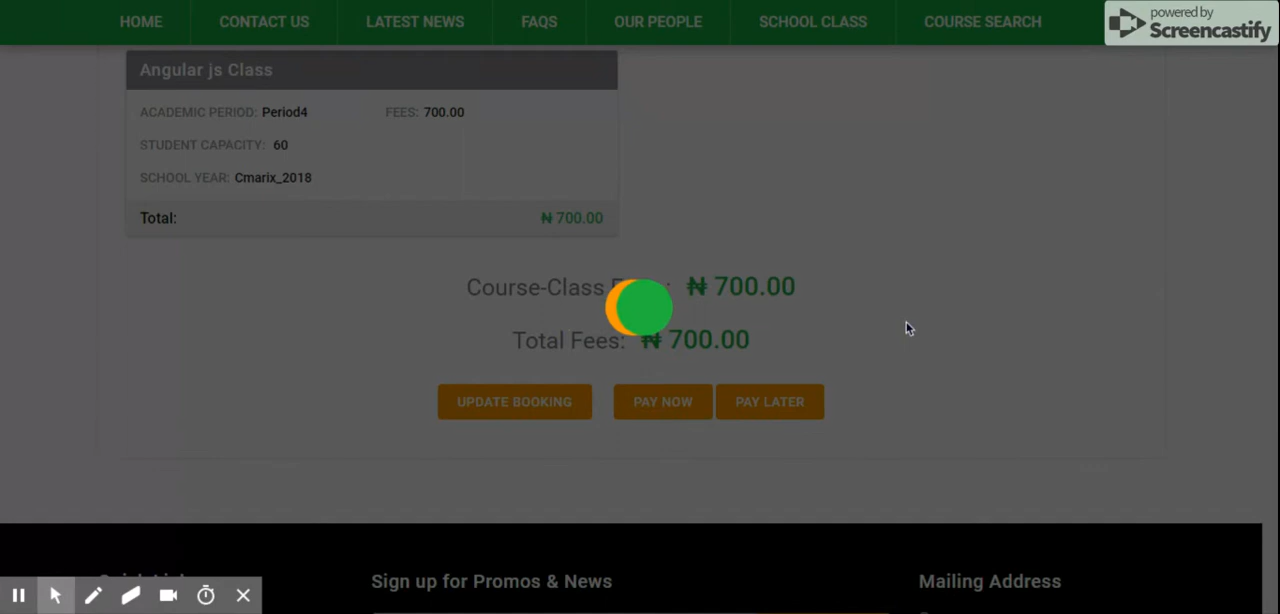 HOME CONTACT US LATEST NEWS FAQS OUR PEOPLE SCHOOL CLASS COURSE SEARCH
powered by
Screencastify
Angular js Class
ACADEMIC PERIOD: Period4 FEES: 700.00
STUDENT CAPACITY: 60
SCHOOL YEAR: Cmarix_2018
Total: ₦ 700.00
Course-Class ₦ 700.00
Total Fees: ₦ 700.00
UPDATE BOOKING PAY NOW PAY LATER
Sign up for Promos & News Mailing Address